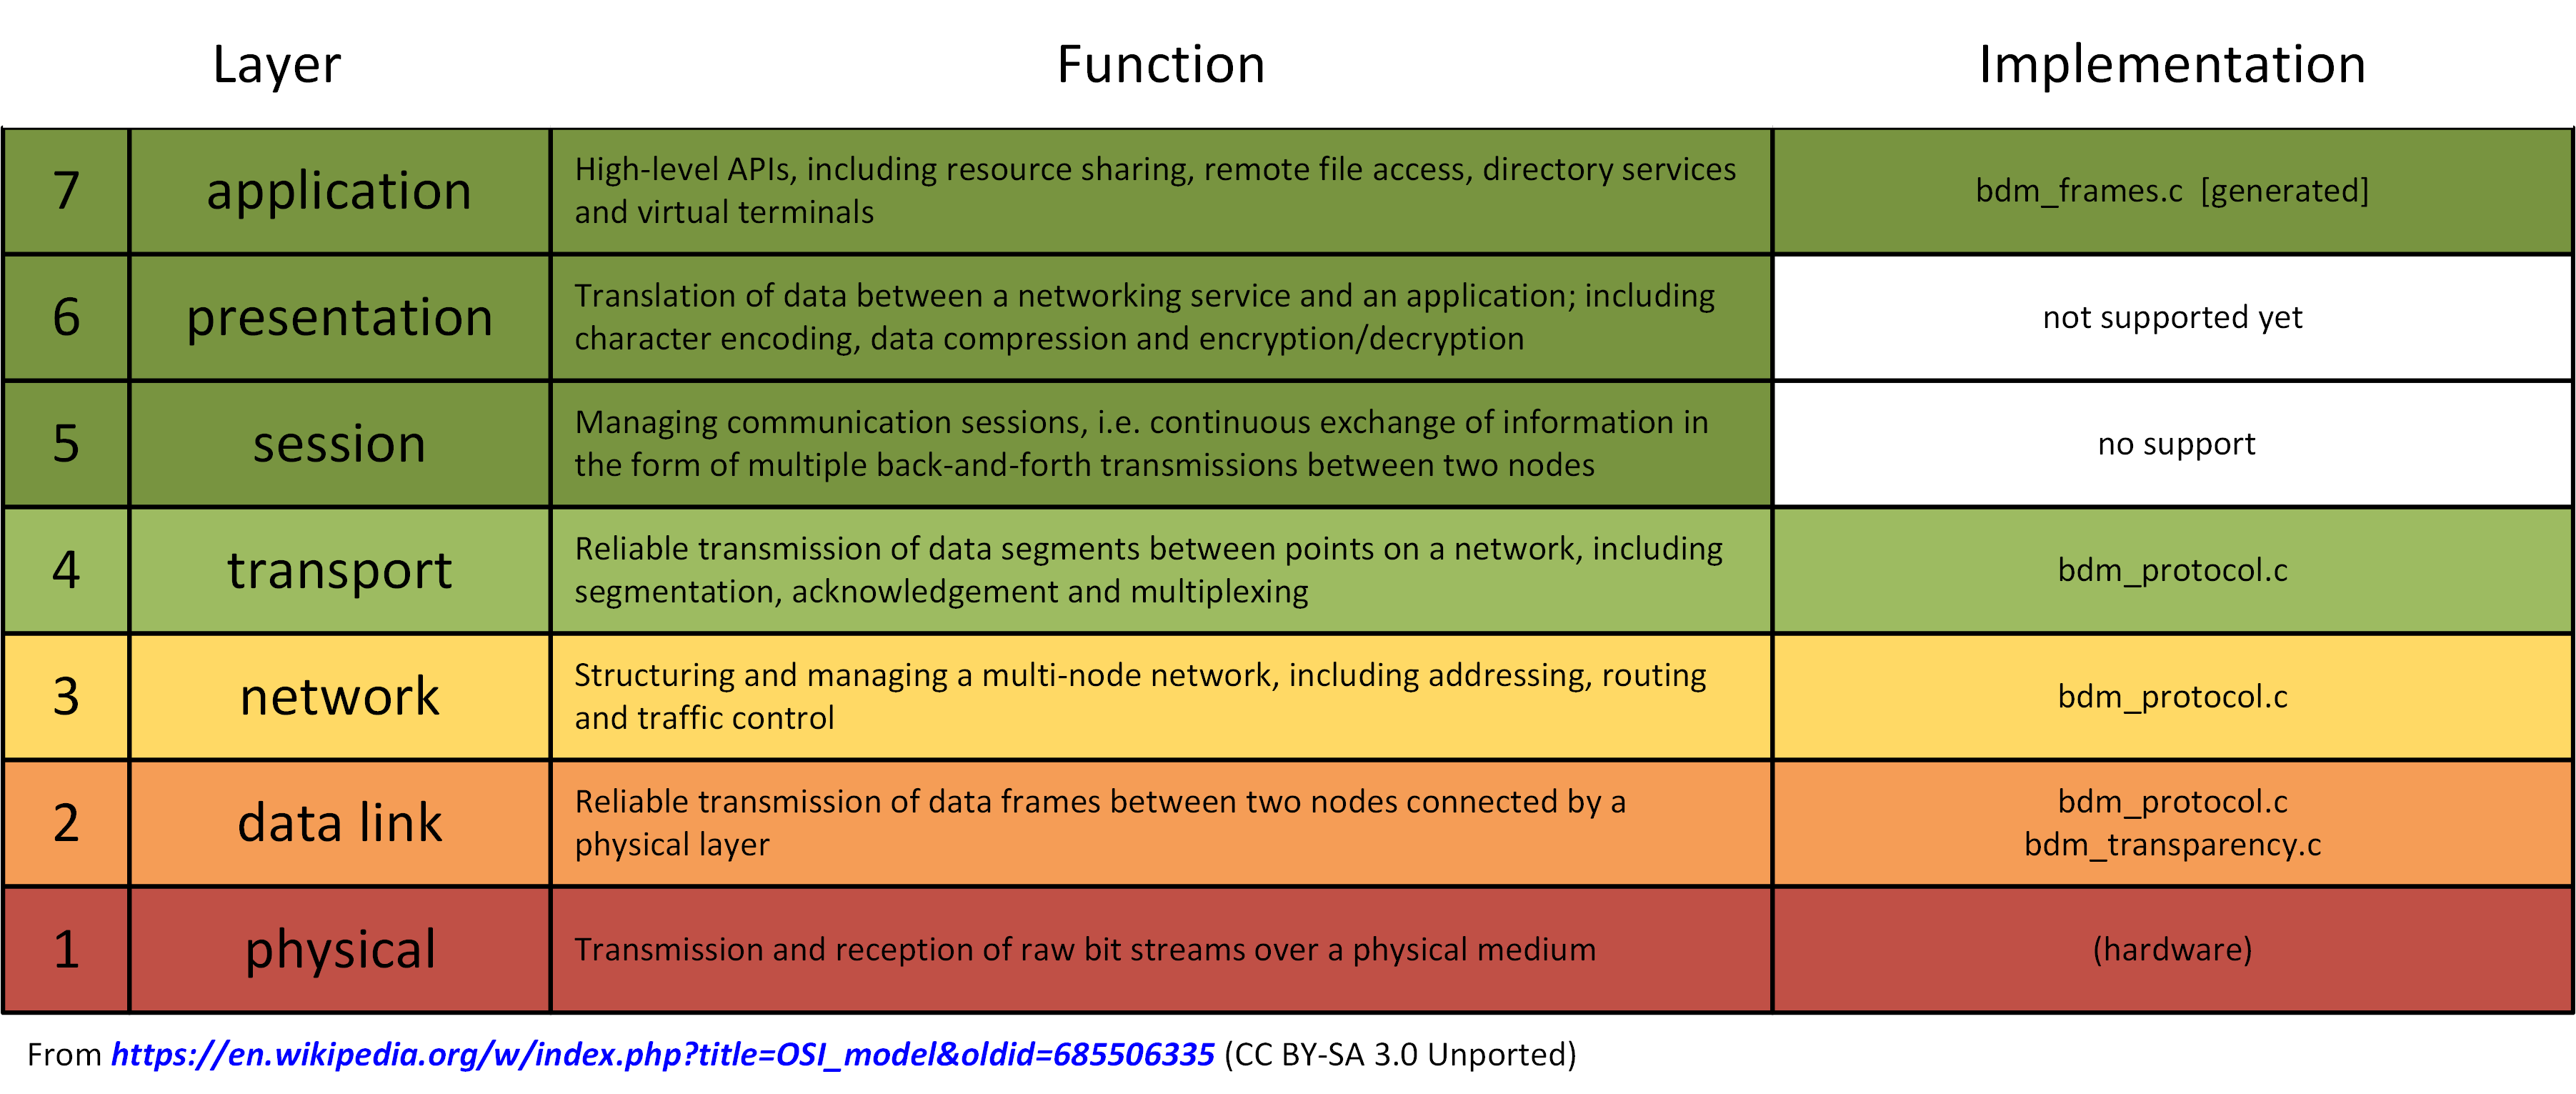 Layer Function Implementation
7 application High-level APIs, including resource sharing, remote file access, directory services
and virtual terminals
bdm_frames.c [generated]
6 presentation Translation of data between a networking service and an application; including
character encoding, data compression and encryption/decryption
not supported yet
5 session Managing communication sessions, i.e. continuous exchange of information in
the form of multiple back-and-forth transmissions between two nodes
no support
4 transport Reliable transmission of data segments between points on a network, including
segmentation, acknowledgement and multiplexing
bdm_protocol.c
3 network Structuring and managing a multi-node network, including addressing, routing
and traffic control
bdm_protocol.c
2 data link Reliable transmission of data frames between two nodes connected by a
physical layer
bdm_protocol.c
bdm_transparency.c
1 physical Transmission and reception of raw bit streams over a physical medium
(hardware)
From https://en.wikipedia.org/w/index.php?title=OSI_model&oldid=685506335 (CC BY-SA 3.0 Unported)